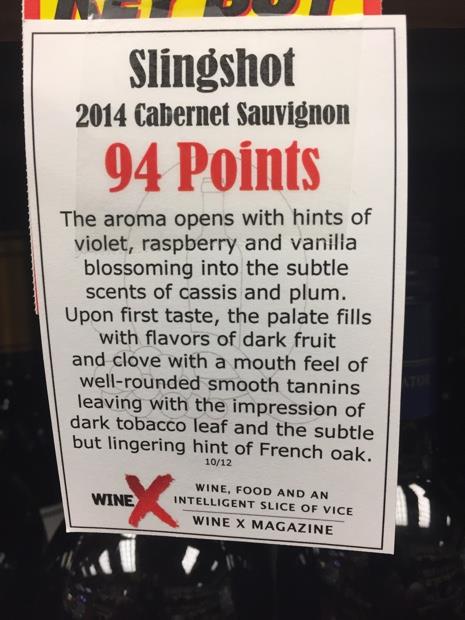 Slingshot
2014 Cabernet Sauvignon
94 Points
The aroma opens with hints of
violet, raspberry and vanilla
blossoming into the subtle
scents of cassis and plum.
Upon first taste, the palate fills
with flavors of dark fruit
and clove with a mouth feel of
well-rounded smooth tannins
leaving with the impression of
dark tobacco leaf and the subtle
but lingering hint of French oak.
10/12
WINE X
WINE, FOOD AND AN
INTELLIGENT SLICE OF VICE
WINE X MAGAZINE